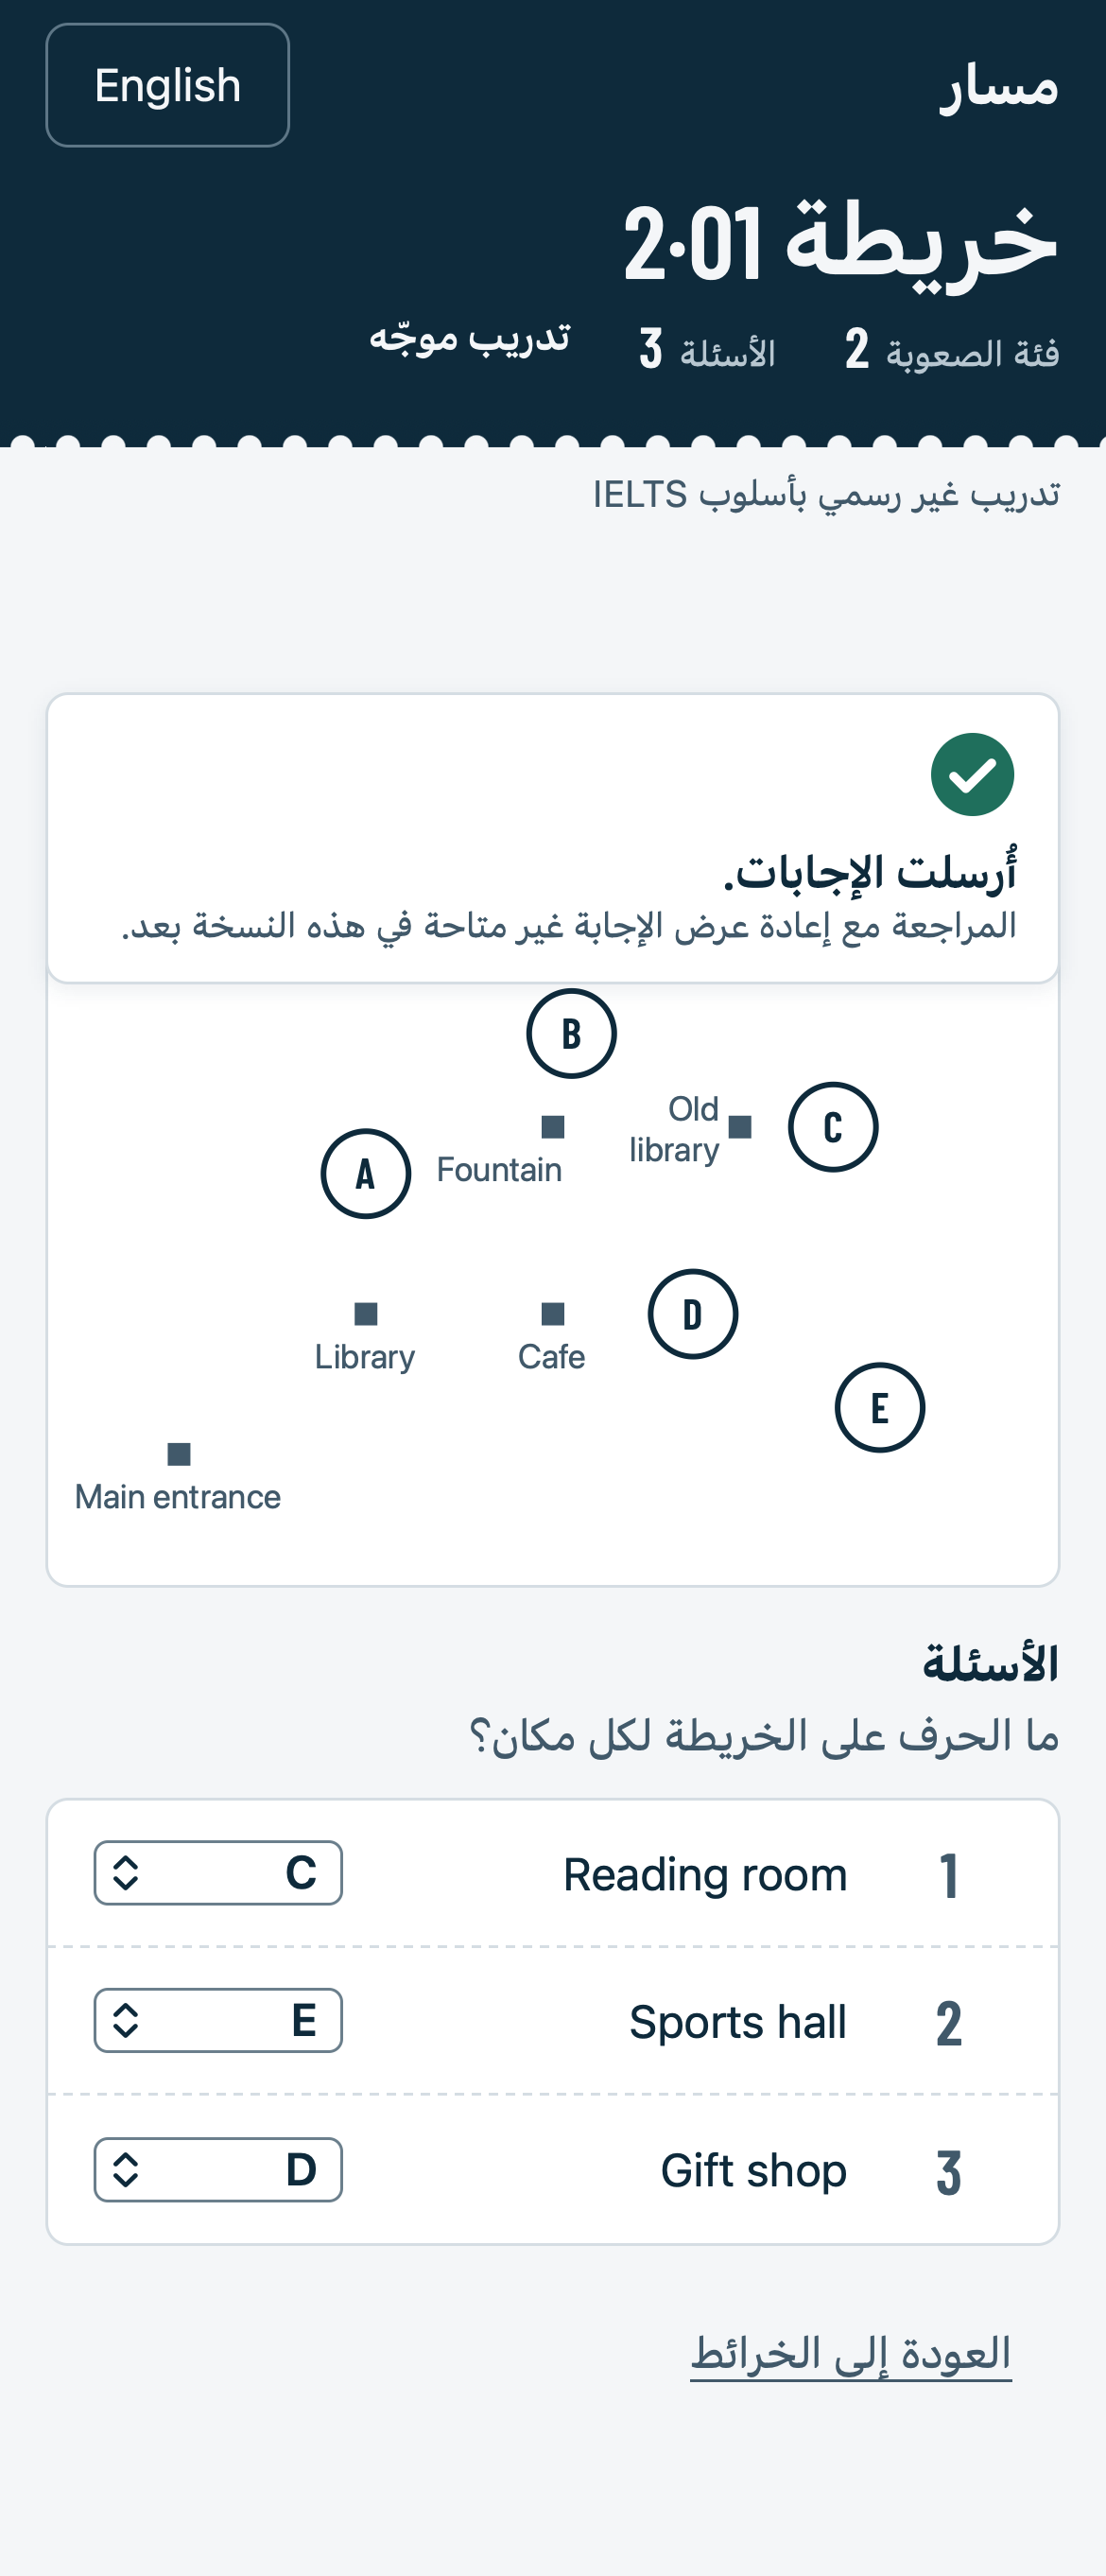 مسار
English
خريطة 2·01
فئة الصعوبة 2 الأسئلة 3 تدريب موجّه
تدريب غير رسمي بأسلوب IELTS
أُرسلت الإجابات.
المراجعة مع إعادة عرض الإجابة غير متاحة في هذه النسخة بعد.
B
Old
library
C
A
Fountain
D
Library
Cafe
E
Main entrance
الأسئلة
ما الحرف على الخريطة لكل مكان؟
1 Reading room C
2 Sports hall E
3 Gift shop D
العودة إلى الخرائط